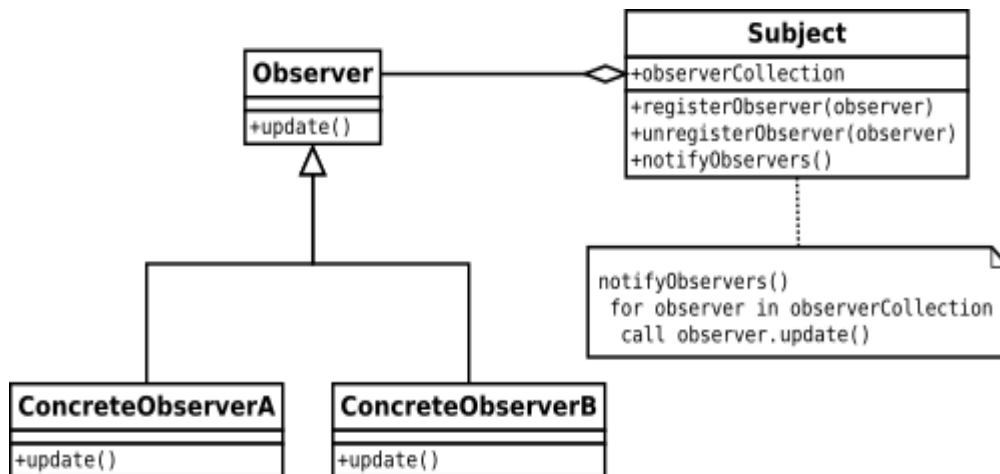 Observer
+update()
Subject
+observerCollection
+registerObserver(observer)
+unregisterObserver(observer)
+notifyObservers()
notifyObservers()
for observer in observerCollection
call observer.update()
ConcreteObserverA
+update()
ConcreteObserverB
+update()